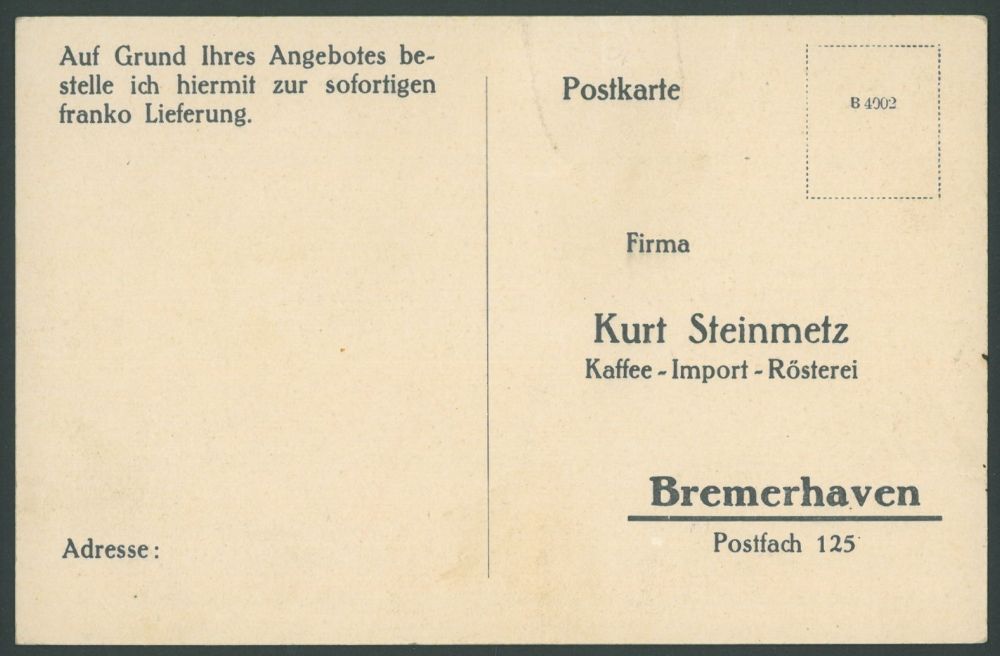 Auf Grund Ihres Angebotes be-
stelle ich hiermit zur sofortigen
franko Lieferung.
Adresse:
Postkarte
B 4002
Firma
Kurt Steinmetz
Kaffee - Import - Rösterei
Bremerhaven
Postfach 125